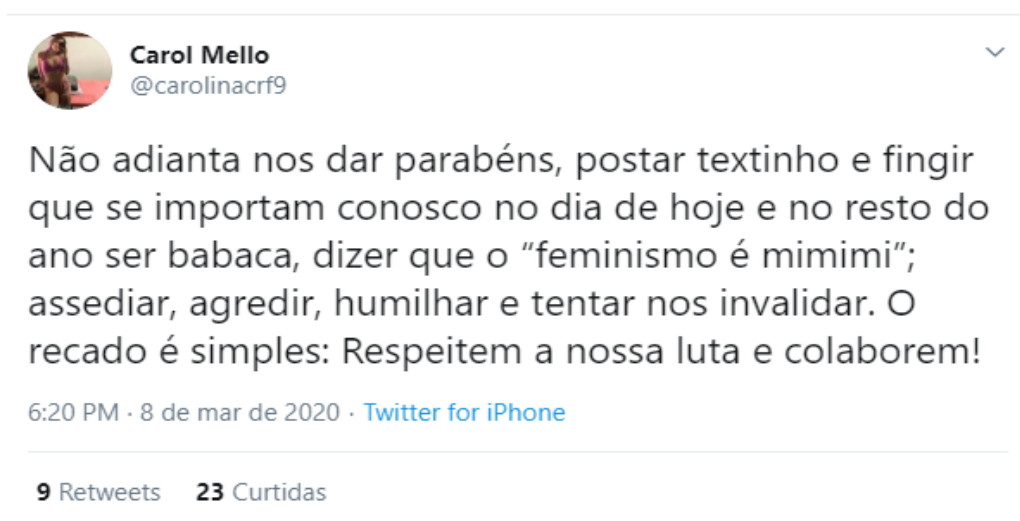 Carol Mello
@carolinacrf9
Não adianta nos dar parabéns, postar textinho e fingir
que se importam conosco no dia de hoje e no resto do
ano ser babaca, dizer que o “feminismo é mimimi”;
assediar, agredir, humilhar e tentar nos invalidar. O
recado é simples: Respeitem a nossa luta e colaborem!
6:20 PM · 8 de mar de 2020 · Twitter for iPhone
9 Retweets 23 Curtidas